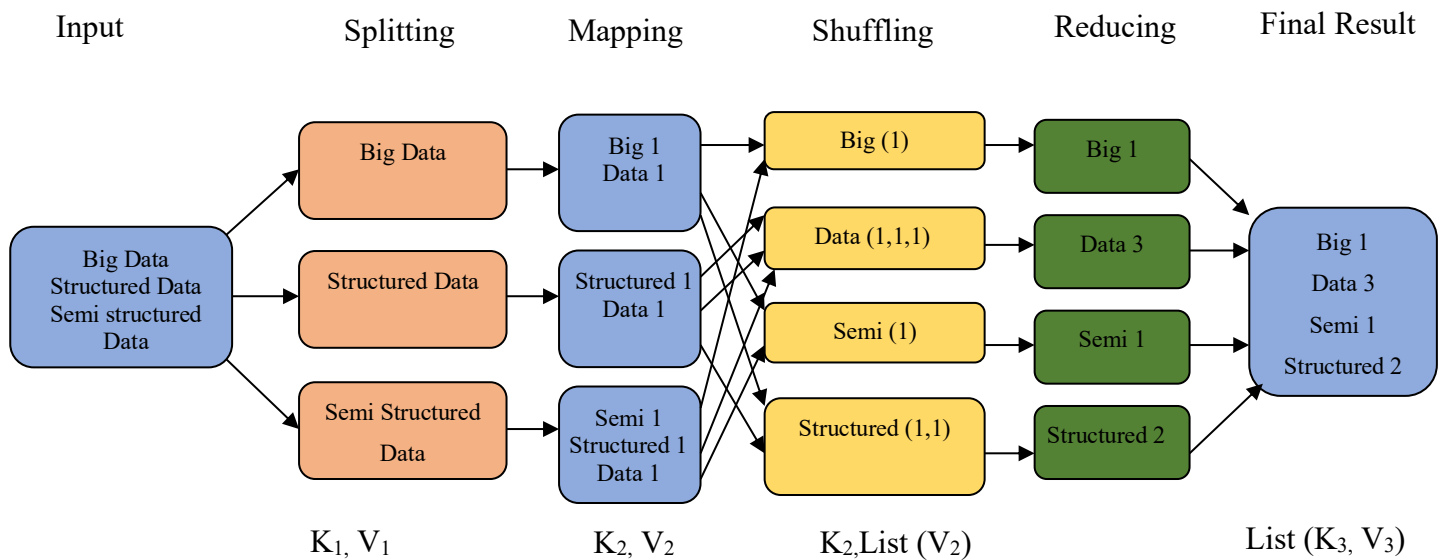 Input
Splitting
Mapping
Shuffling
Reducing
Final Result
Big Data
Structured Data
Semi structured
Data
Big Data
Structured Data
Semi Structured
Data
Big 1
Data 1
Structured 1
Data 1
Semi 1
Structured 1
Data 1
Big (1)
Data (1,1,1)
Semi (1)
Structured (1,1)
Big 1
Data 3
Semi 1
Structured 2
Big 1
Data 3
Semi 1
Structured 2
K₁, V₁
K₂, V₂
K₂,List (V₂)
List (K₃, V₃)